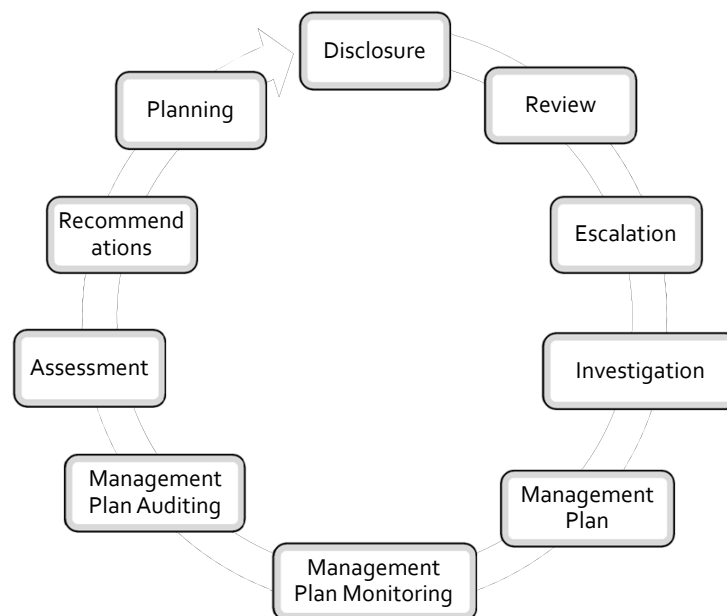 Disclosure
Review
Escalation
Investigation
Management
Plan
Management
Plan Monitoring
Management
Plan Auditing
Assessment
Recommend
ations
Planning